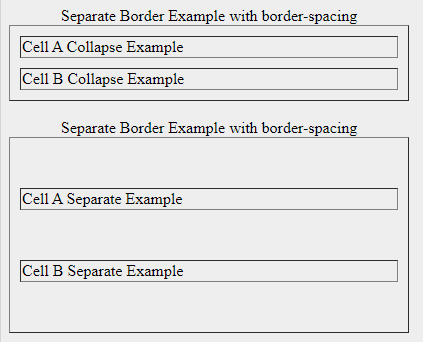 Separate Border Example with border-spacing
Cell A Collapse Example
Cell B Collapse Example
Separate Border Example with border-spacing
Cell A Separate Example
Cell B Separate Example